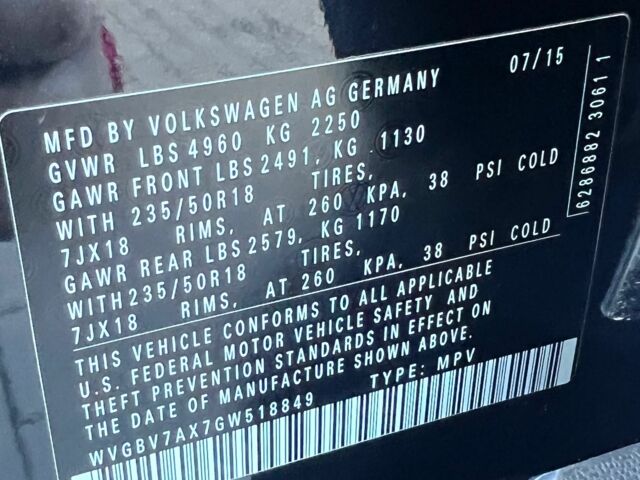 07/15
MFD BY VOLKSWAGEN AG GERMANY
GVWR LBS 4960 KG 2250
GAWR FRONT LBS 2491, KG 1130
WITH 235/50R18 TIRES,
7JX18 RIMS, AT 260 KPA, 38 PSI COLD
GAWR REAR LBS 2579, KG 1170
WITH 235/50R18 TIRES,
7JX18 RIMS, AT 260 KPA, 38 PSI COLD
THIS VEHICLE CONFORMS TO ALL APPLICABLE
U.S. FEDERAL MOTOR VEHICLE SAFETY AND
THEFT PREVENTION STANDARDS IN EFFECT ON
THE DATE OF MANUFACTURE SHOWN ABOVE.
WVGBV7AX7GW518849 TYPE: MPV
6286882 3061 1